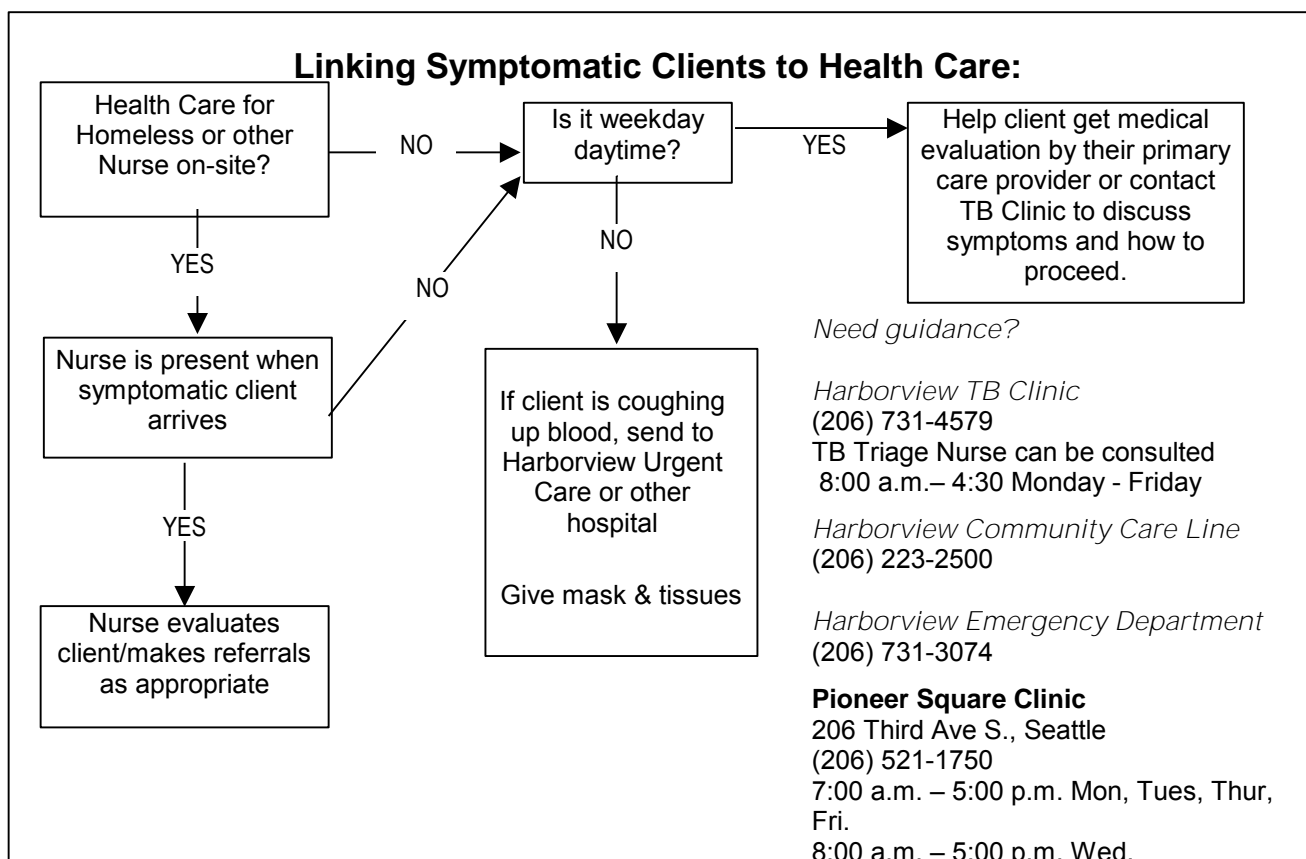 Linking Symptomatic Clients to Health Care:
Health Care for
Homeless or other
Nurse on-site?
NO
Is it weekday
daytime?
YES
Help client get medical
evaluation by their primary
care provider or contact
TB Clinic to discuss
symptoms and how to
proceed.
YES
NO
NO
Nurse is present when
symptomatic client
arrives
If client is coughing
up blood, send to
Harborview Urgent
Care or other
hospital
Give mask & tissues
YES
Nurse evaluates
client/makes referrals
as appropriate
Need guidance?
Harborview TB Clinic
(206) 731-4579
TB Triage Nurse can be consulted
8:00 a.m.– 4:30 Monday - Friday
Harborview Community Care Line
(206) 223-2500
Harborview Emergency Department
(206) 731-3074
Pioneer Square Clinic
206 Third Ave S., Seattle
(206) 521-1750
7:00 a.m. – 5:00 p.m. Mon, Tues, Thur,
Fri.
8:00 a.m. – 5:00 p.m. Wed.